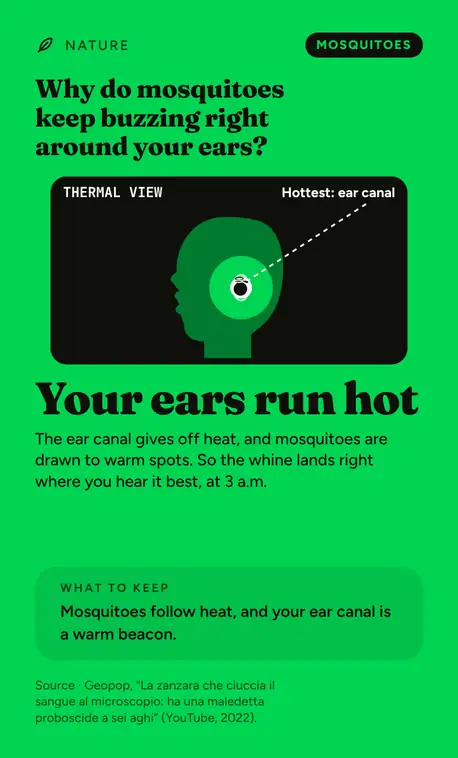 NATURE
MOSQUITOES
Why do mosquitoes
keep buzzing right
around your ears?
THERMAL VIEW
Hottest: ear canal
Your ears run hot
The ear canal gives off heat, and mosquitoes are
drawn to warm spots. So the whine lands right
where you hear it best, at 3 a.m.
WHAT TO KEEP
Mosquitoes follow heat, and your ear canal is
a warm beacon.
Source · Geopop, “La zanzara che ciuccia il
sangue al microscopio: ha una maledetta
proboscide a sei aghi” (YouTube, 2022).